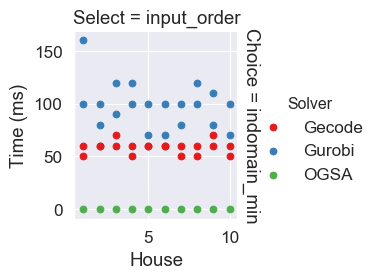 Select = input_order
Choice = indomain_min
Time (ms)
150
100
50
0
5
10
House
Solver
Gecode
Gurobi
OGSA